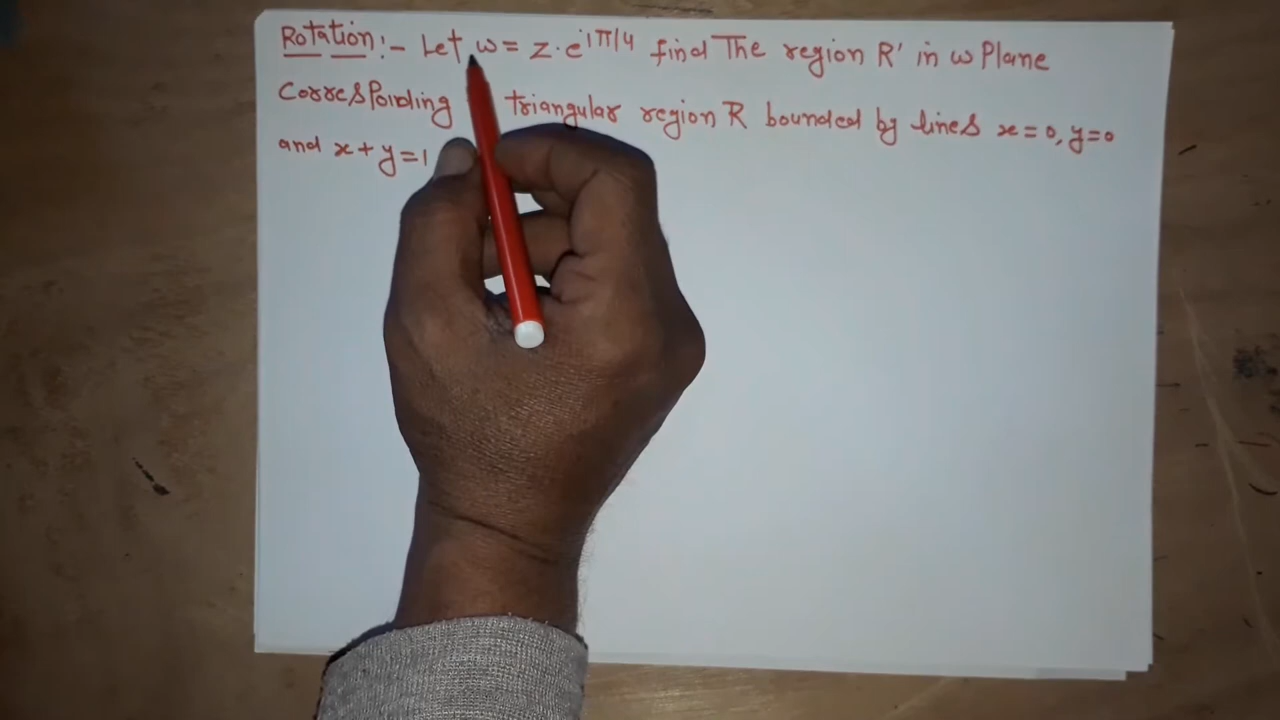 Rotation:- Let w = z.e^iπ/4 find The region R' in w Plane
Corresponding triangular region R bounded by lines x=0, y=0
and x+y=1